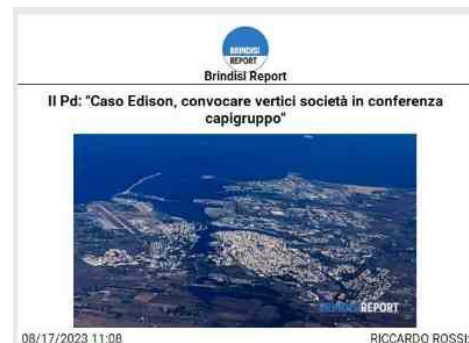 BRINDISI
REPORT
Brindisi Report
Il Pd: "Caso Edison, convocare vertici società in conferenza
capigruppo"
BRINDISI REPORT
08/17/2023 11:08
RICCARDO ROSSI;